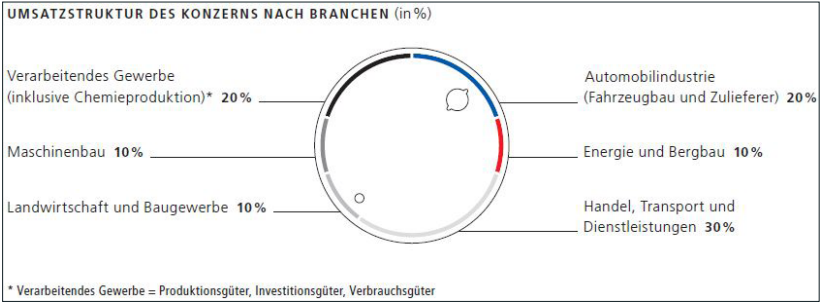 UMSATZSTRUKTUR DES KONZERNS NACH BRANCHEN (in %)
Verarbeitendes Gewerbe
(inklusive Chemieproduktion)* 20%
Maschinenbau 10%
Landwirtschaft und Baugewerbe 10%
Automobilindustrie
(Fahrzeugbau und Zulieferer) 20%
Energie und Bergbau 10%
Handel, Transport und
Dienstleistungen 30%
* Verarbeitendes Gewerbe = Produktionsgüter, Investitionsgüter, Verbrauchsgüter